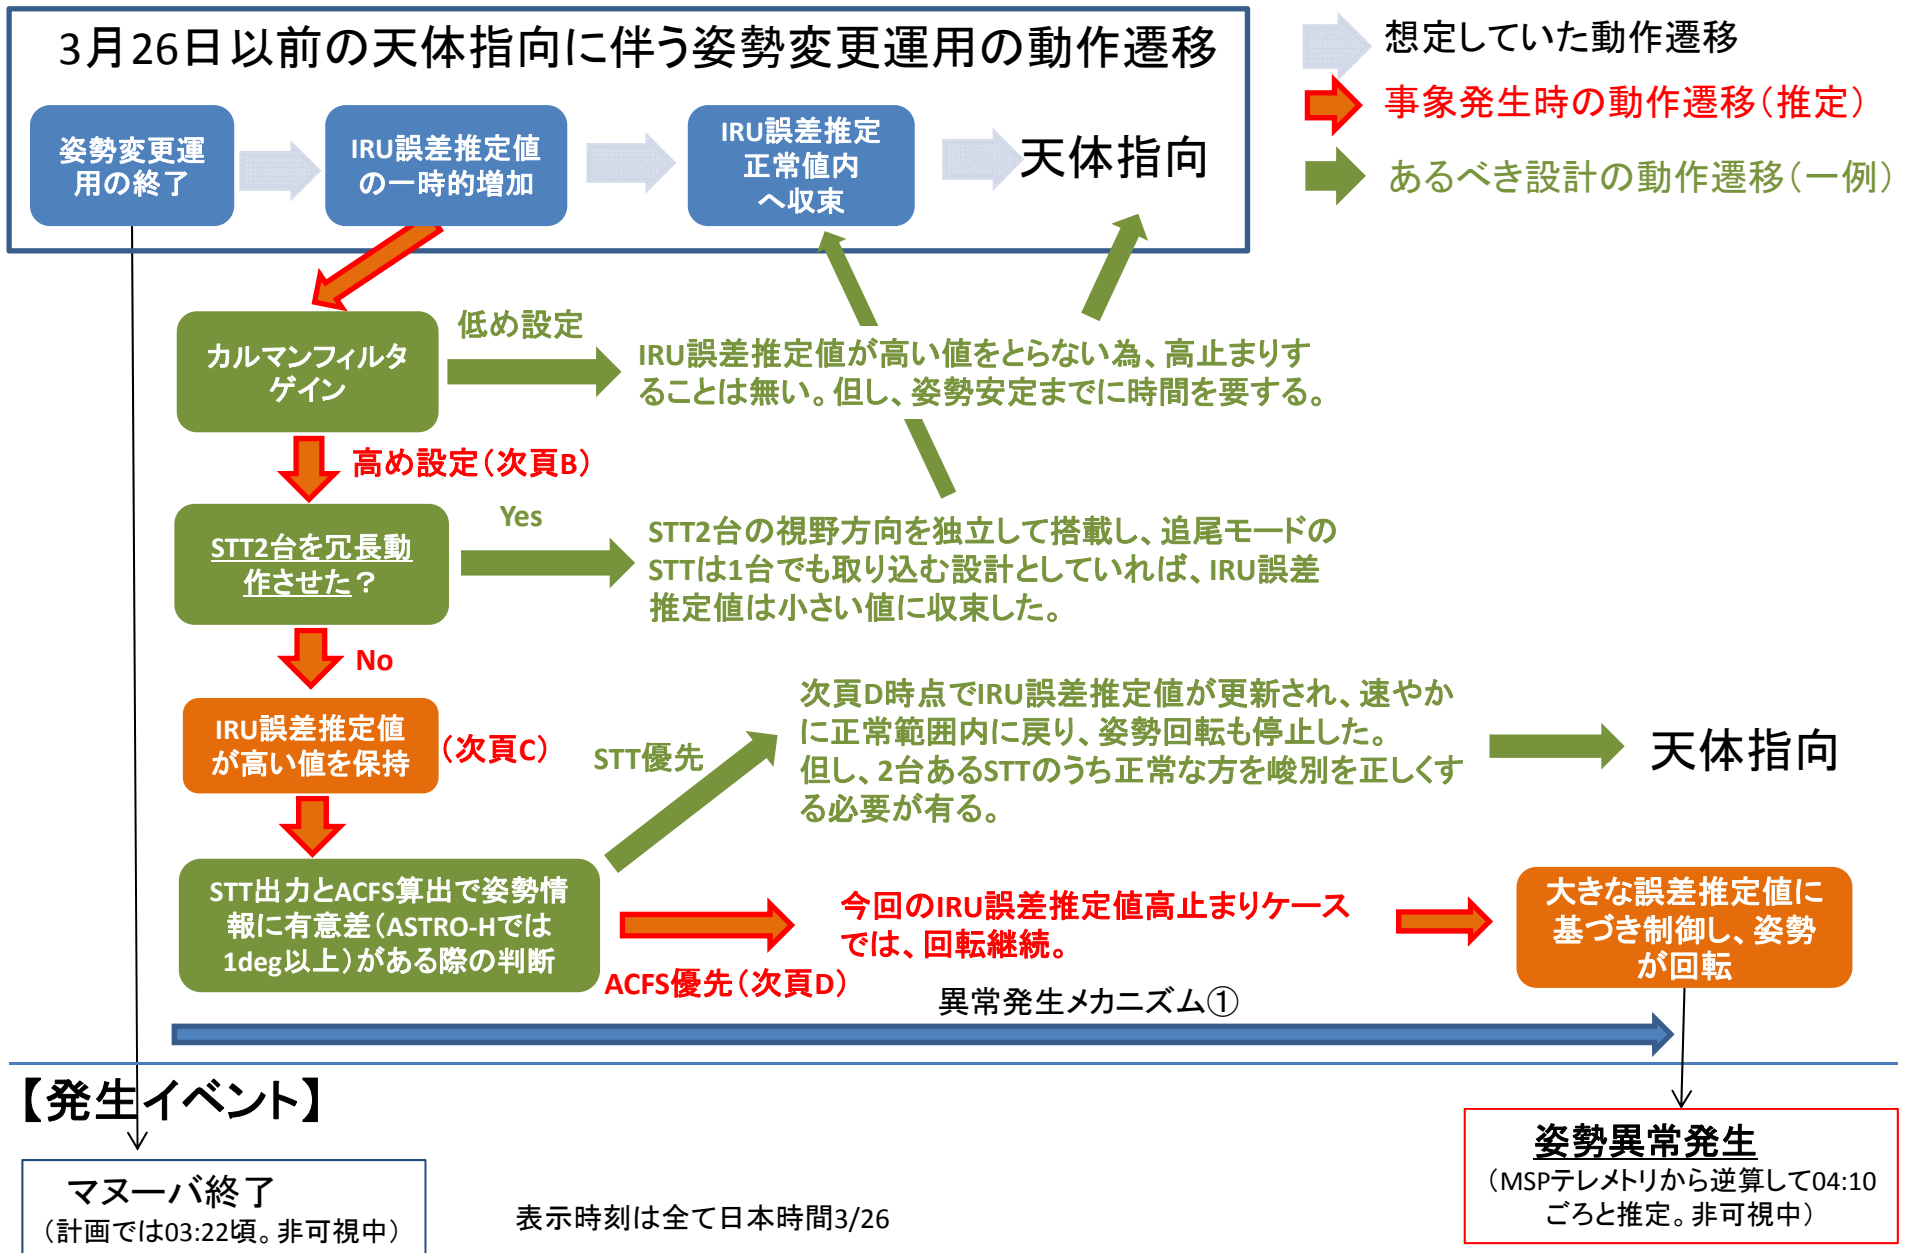 3月26日以前の天体指向に伴う姿勢変更運用の動作遷移
想定していた動作遷移
事象発生時の動作遷移（推定）
あるべき設計の動作遷移（一例）
姿勢変更運
用の終了
IRU誤差推定値
の一時的増加
IRU誤差推定
正常値内
へ収束
天体指向
カルマンフィルタ
ゲイン
低め設定
IRU誤差推定値が高い値をとらない為、高止まりす
ることは無い。但し、姿勢安定までに時間を要する。
高め設定（次頁B）
STT2台を冗長動
作させた？
Yes
STT2台の視野方向を独立して搭載し、追尾モードの
STTは1台でも取り込む設計としていれば、IRU誤差
推定値は小さい値に収束した。
No
IRU誤差推定値
が高い値を保持
（次頁C）
STT優先
次頁D時点でIRU誤差推定値が更新され、速やか
に正常範囲内に戻り、姿勢回転も停止した。
但し、2台あるSTTのうち正常な方を峻別を正しくす
る必要が有る。
天体指向
STT出力とACFS算出で姿勢情
報に有意差（ASTRO-Hでは
1deg以上）がある際の判断
ACFS優先（次頁D）
今回のIRU誤差推定値高止まりケース
では、回転継続。
大きな誤差推定値に
基づき制御し、姿勢
が回転
異常発生メカニズム①
【発生イベント】
マヌーバ終了
（計画では03:22頃。非可視中）
表示時刻は全て日本時間3/26
姿勢異常発生
（MSPテレメトリから逆算して04:10
ごろと推定。非可視中）